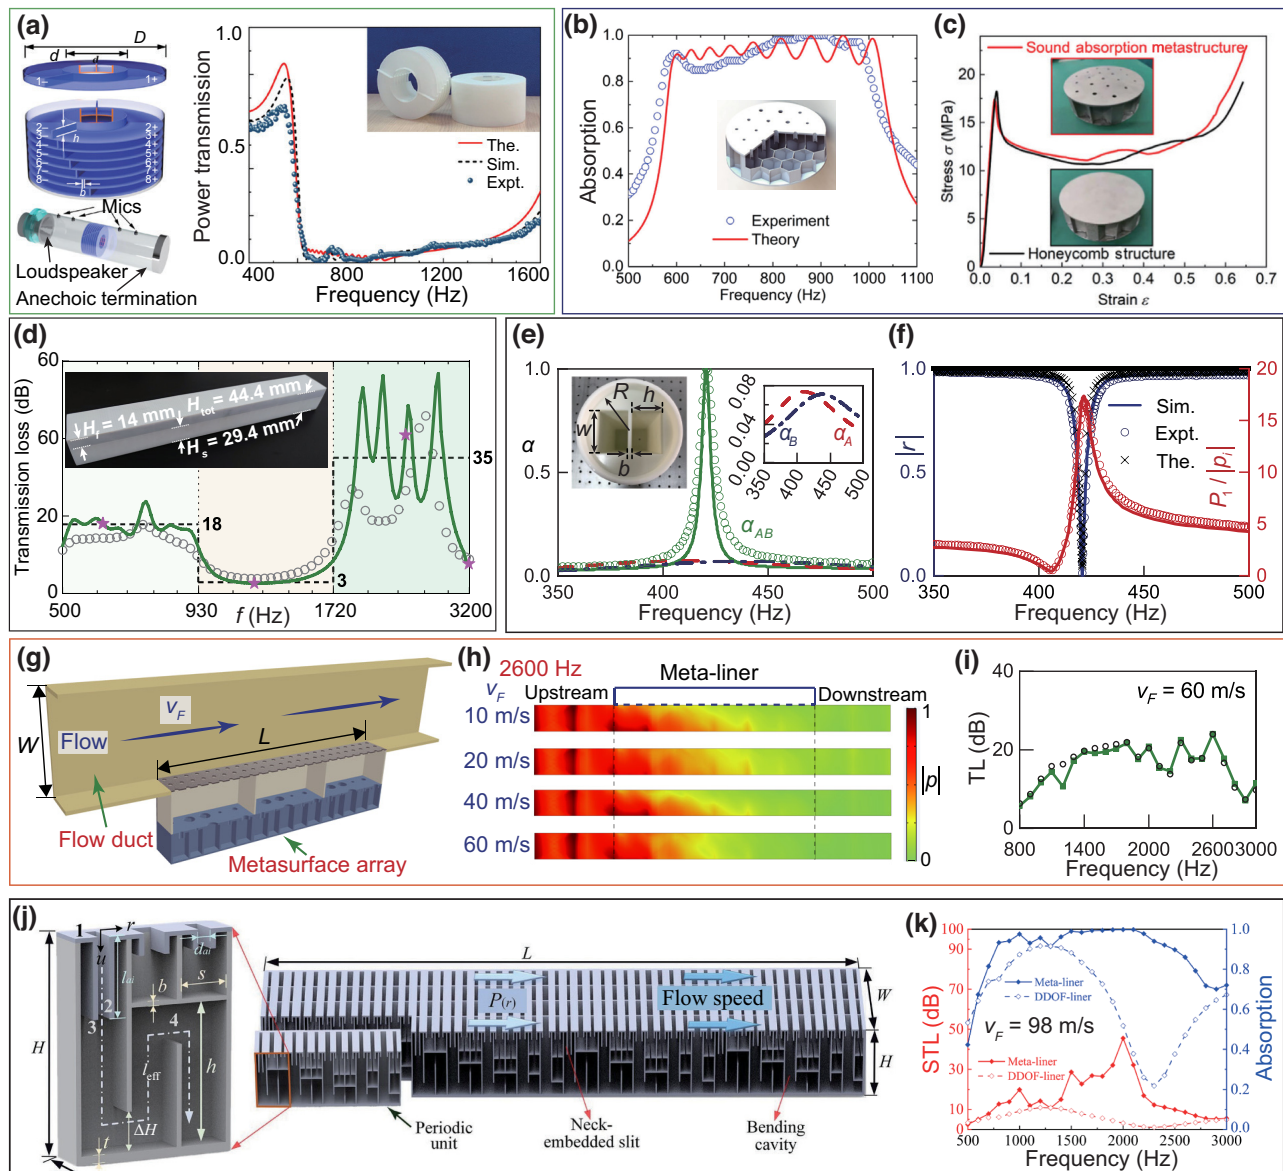 (a)
D
d
d
1-
1+
2-
3-
4-
5-
6-
7-
8-
2+
3+
4+
5+
6+
7+
8+
h
b
Mics
Loudspeaker
Anechoic termination
Power transmission
1.0
0.5
0.0
400
800
1200
1600
Frequency (Hz)
The.
Sim.
Expt.
(b)
Absorption
1.0
0.8
0.6
0.4
0.2
0.0
500 600 700 800 900 1000 1100
Frequency (Hz)
Experiment
Theory
(c)
Stress σ (MPa)
20
15
10
5
0
0.0 0.1 0.2 0.3 0.4 0.5 0.6 0.7
Strain ε
Sound absorption metastructure
Honeycomb structure
(d)
Transmission loss (dB)
60
40
20
0
500 930 1720 3200
f (Hz)
H_r = 14 mm
H_tot = 44.4 mm
H_s = 29.4 mm
18
3
35
(e)
α
1.0
0.5
0.0
350 400 450 500
Frequency (Hz)
R
h
w
b
α_AB
0.08
0.04
0.00
α_B
α_A
350
400
450
500
(f)
|r|
1.0
0.5
0.0
350 400 450 500
Frequency (Hz)
20
15
10
5
0
P₁ / |p_i|
Sim.
Expt.
The.
(g)
W
v_F
Flow
L
Flow duct
Metasurface array
(h)
2600 Hz
Meta-liner
v_F
Upstream
Downstream
10 m/s
20 m/s
40 m/s
60 m/s
1
|p|
0
(i)
TL (dB)
40
20
0
v_F = 60 m/s
800 1400 2000 2600 3000
Frequency (Hz)
(j)
1
r
u
l_ai
d_ai
b
s
2
3
4
H
l_eff
h
ΔH
t
L
P(r)
Flow speed
W
H
Periodic
unit
Neck-
embedded slit
Bending
cavity
(k)
STL (dB)
100
90
80
70
60
50
40
30
20
10
0
Meta-liner
DDOF-liner
v_F = 98 m/s
Meta-liner
DDOF-liner
500 1000 1500 2000 2500 3000
Frequency (Hz)
1.0
0.8
0.6
0.4
0.2
0.0
Absorption